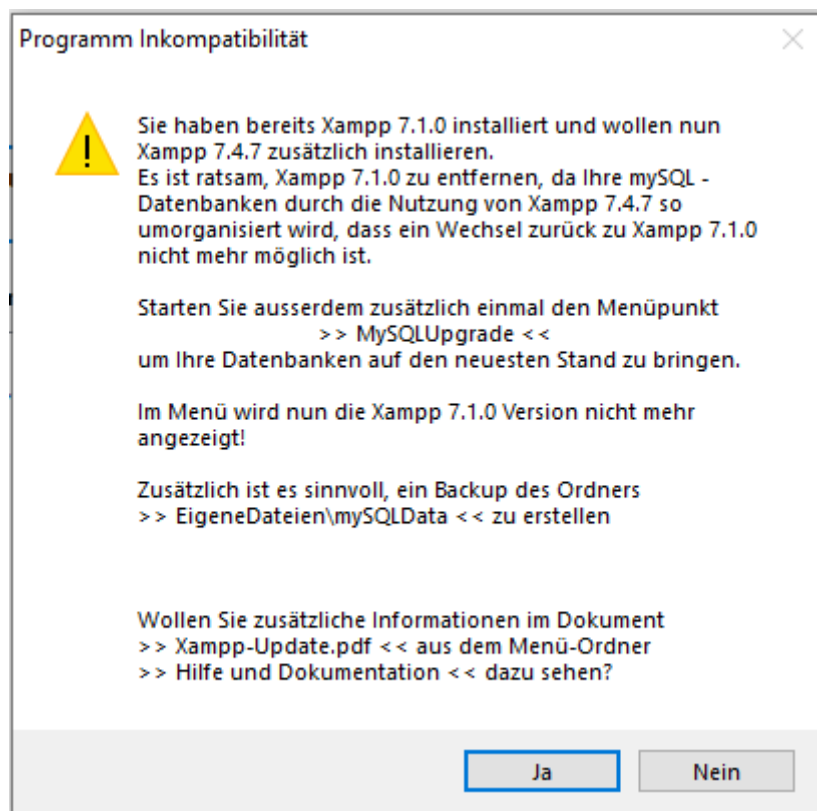 Programm Inkompatibilität
Sie haben bereits Xampp 7.1.0 installiert und wollen nun
Xampp 7.4.7 zusätzlich installieren.
Es ist ratsam, Xampp 7.1.0 zu entfernen, da Ihre mySQL -
Datenbanken durch die Nutzung von Xampp 7.4.7 so
umorganisiert wird, dass ein Wechsel zurück zu Xampp 7.1.0
nicht mehr möglich ist.
Starten Sie ausserdem zusätzlich einmal den Menüpunkt
>> MySQLUpgrade <<
um Ihre Datenbanken auf den neuesten Stand zu bringen.
Im Menü wird nun die Xampp 7.1.0 Version nicht mehr
angezeigt!
Zusätzlich ist es sinnvoll, ein Backup des Ordners
>> EigeneDateien\mySQLData << zu erstellen
Wollen Sie zusätzliche Informationen im Dokument
>> Xampp-Update.pdf << aus dem Menü-Ordner
>> Hilfe und Dokumentation << dazu sehen?
Ja Nein